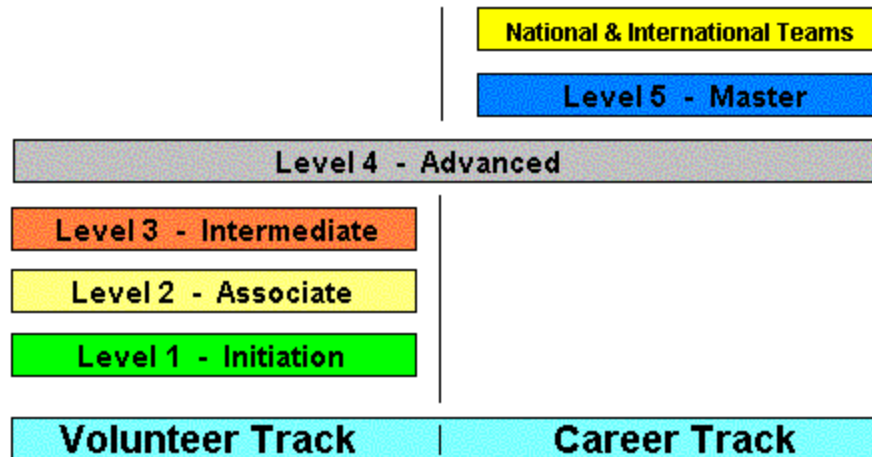 National & International Teams
Level 5 - Master
Level 4 - Advanced
Level 3 - Intermediate
Level 2 - Associate
Level 1 - Initiation
Volunteer Track | Career Track